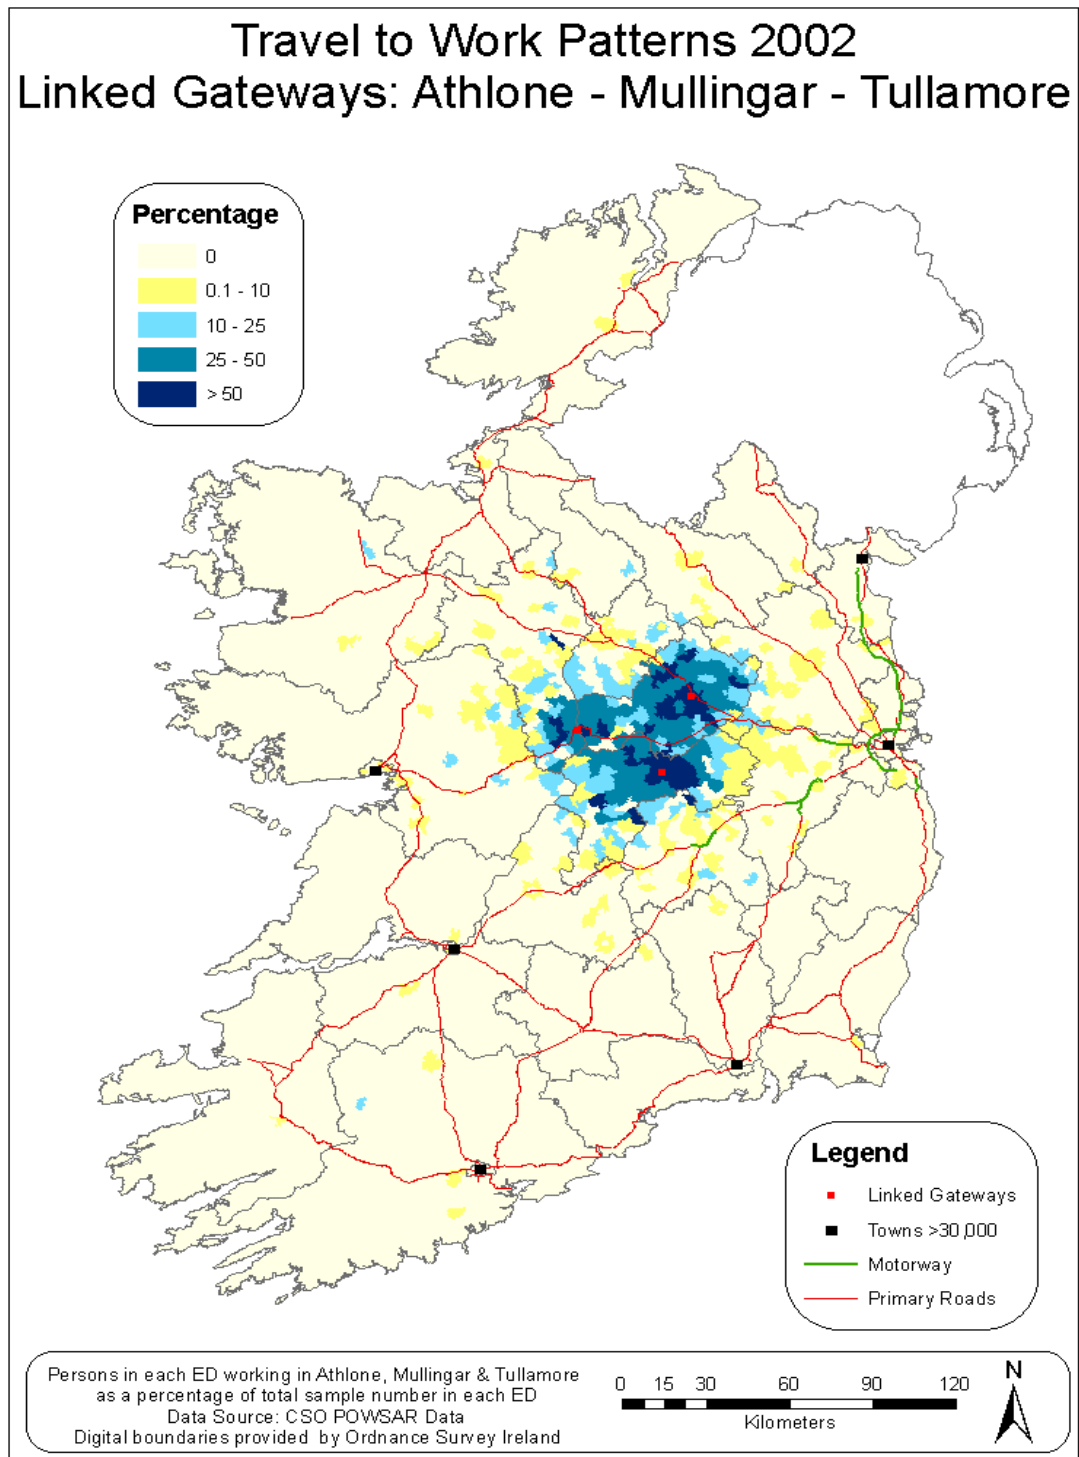 Travel to Work Patterns 2002
Linked Gateways: Athlone - Mullingar - Tullamore
Percentage
0
0.1 - 10
10 - 25
25 - 50
> 50
Legend
Linked Gateways
Towns >30,000
Motorway
Primary Roads
Persons in each ED working in Athlone, Mullingar & Tullamore
as a percentage of total sample number in each ED
Data Source: CSO POWSAR Data
Digital boundaries provided by Ordnance Survey Ireland
0 15 30 60 90 120
Kilometers
N